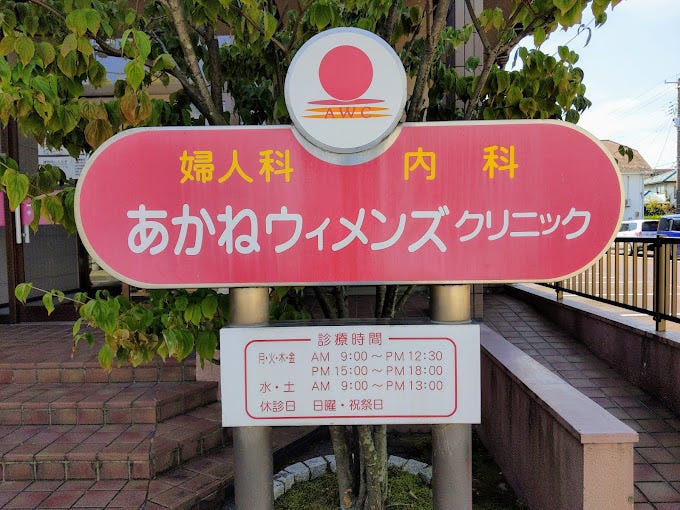 AWC
婦人科 内科
あかねウィメンズクリニック
診療時間
月・火・木・金 AM 9:00～PM 12:30
PM 15:00～PM 18:00
水・土 AM 9:00～PM 13:00
休診日 日曜・祝祭日